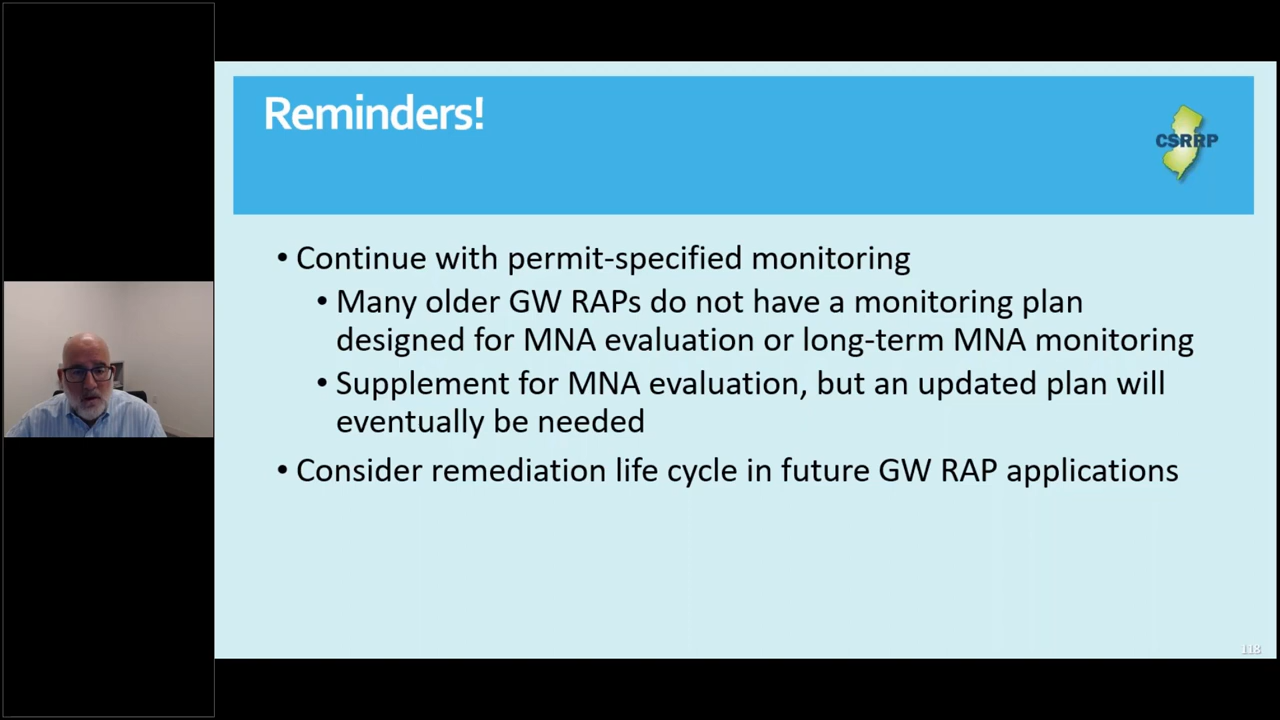 Reminders!
CSRRP
• Continue with permit-specified monitoring
• Many older GW RAPs do not have a monitoring plan
designed for MNA evaluation or long-term MNA monitoring
• Supplement for MNA evaluation, but an updated plan will
eventually be needed
• Consider remediation life cycle in future GW RAP applications
118